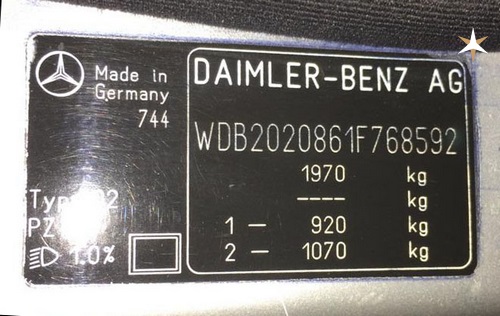 Made in
Germany
744
DAIMLER-BENZ AG
WDB2020861F768592
1970 kg
---- kg
1 – 920 kg
2 – 1070 kg
PZ
1.0%